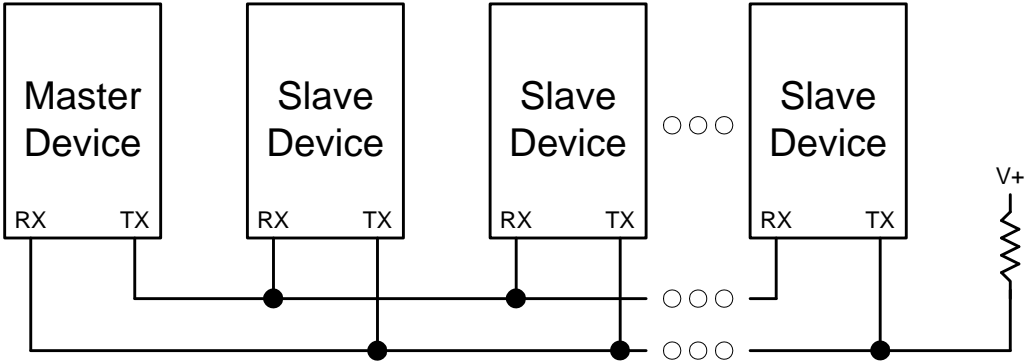 Master
Device
Slave
Device
Slave
Device
Slave
Device
RX TX
RX TX
RX TX
RX TX
V+